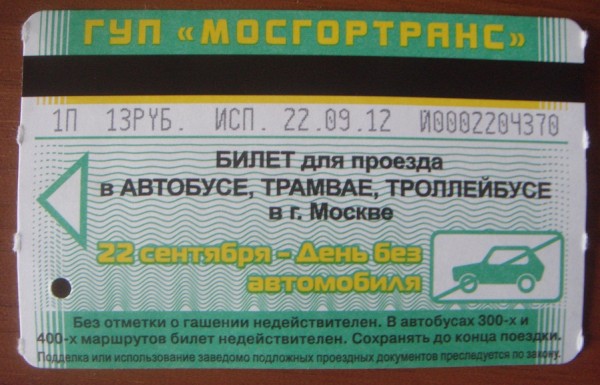 ГУП «МОСГОРТРАНС»
1П 13РУБ. ИСП. 22.09.12 И0002204370
БИЛЕТ для проезда
в АВТОБУСЕ, ТРАМВАЕ, ТРОЛЛЕЙБУСЕ
в г. Москве
22 сентября – День без
автомобиля
Без отметки о гашении недействителен. В автобусах 300-х и
400-х маршрутов билет недействителен. Сохранять до конца поездки.
Подделка или использование заведомо подложных проездных документов преследуется по закону.